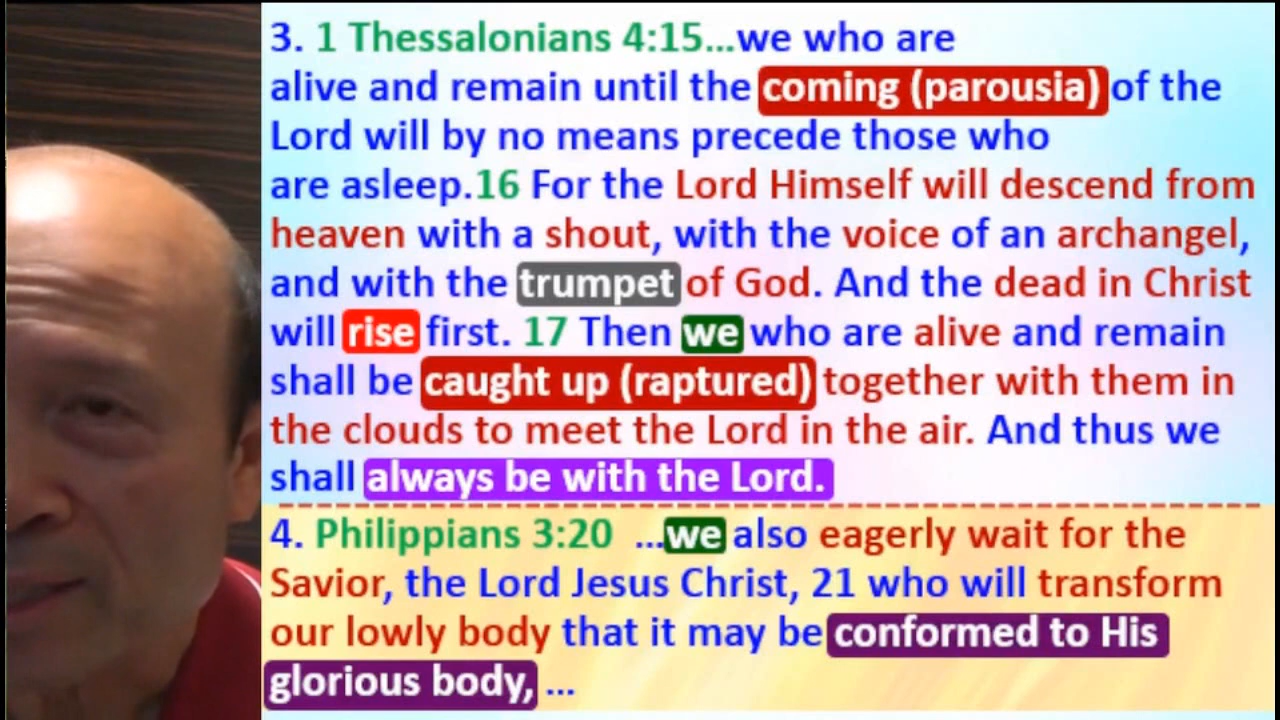 3. 1 Thessalonians 4:15...we who are
alive and remain until the coming (parousia) of the
Lord will by no means precede those who
are asleep.16 For the Lord Himself will descend from
heaven with a shout, with the voice of an archangel,
and with the trumpet of God. And the dead in Christ
will rise first. 17 Then we who are alive and remain
shall be caught up (raptured) together with them in
the clouds to meet the Lord in the air. And thus we
shall always be with the Lord.
4. Philippians 3:20 ...we also eagerly wait for the
Savior, the Lord Jesus Christ, 21 who will transform
our lowly body that it may be conformed to His
glorious body, ...